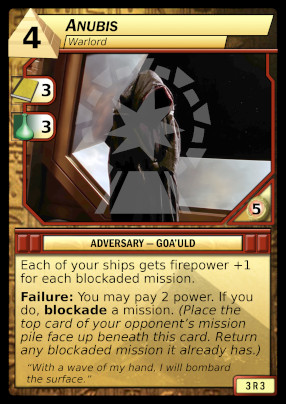 4
ANUBIS
Warlord
3
3
5
ADVERSARY – GOA'ULD
Each of your ships gets firepower +1
for each blockaded mission.
Failure: You may pay 2 power. If you
do, blockade a mission. (Place the
top card of your opponent's mission
pile face up beneath this card. Return
any blockaded mission it already has.)
"With a wave of my hand, I will bombard
the surface."
3 R 3